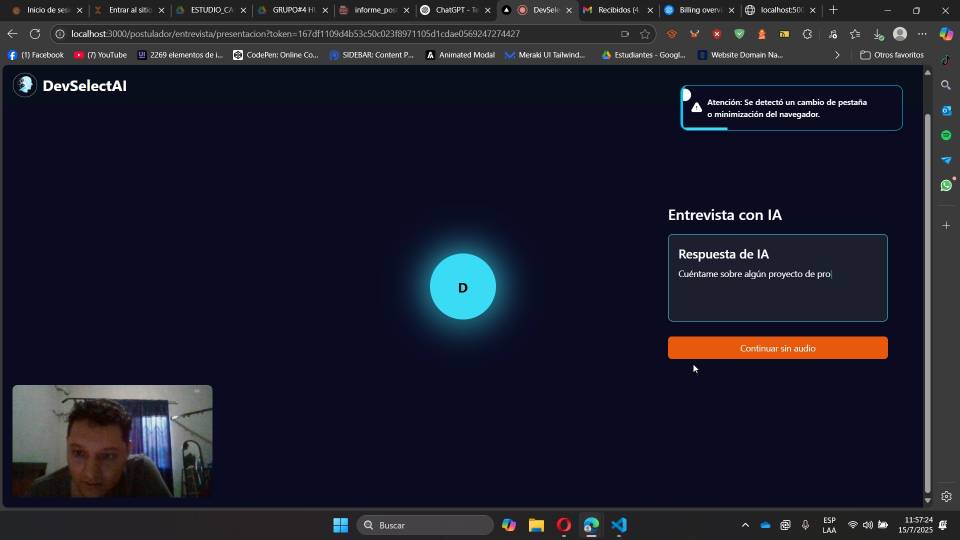 Inicio de ses
Entrar al sitio
ESTUDIO_CA
GRUPO#4 HU
informe_pos
ChatGPT - Te
DevSele
Recibidos (4.
Billing overvi
localhost:500
localhost:3000/postulador/entrevista/presentacion?token=167df1109d4b53c50c023f8971105d1cdae0569247274427
(1) Facebook
(7) YouTube
2269 elementos de i...
CodePen: Online Co...
SIDEBAR: Content P...
Animated Modal
Meraki UI Tailwind...
Estudiantes - Googl...
Website Domain Na...
Otros favoritos
DevSelectAI
Atención: Se detectó un cambio de pestaña
o minimización del navegador.
Entrevista con IA
Respuesta de IA
Cuéntame sobre algún proyecto de pro
D
Continuar sin audio
Buscar
ESP
LAA
11:57:24
15/7/2025